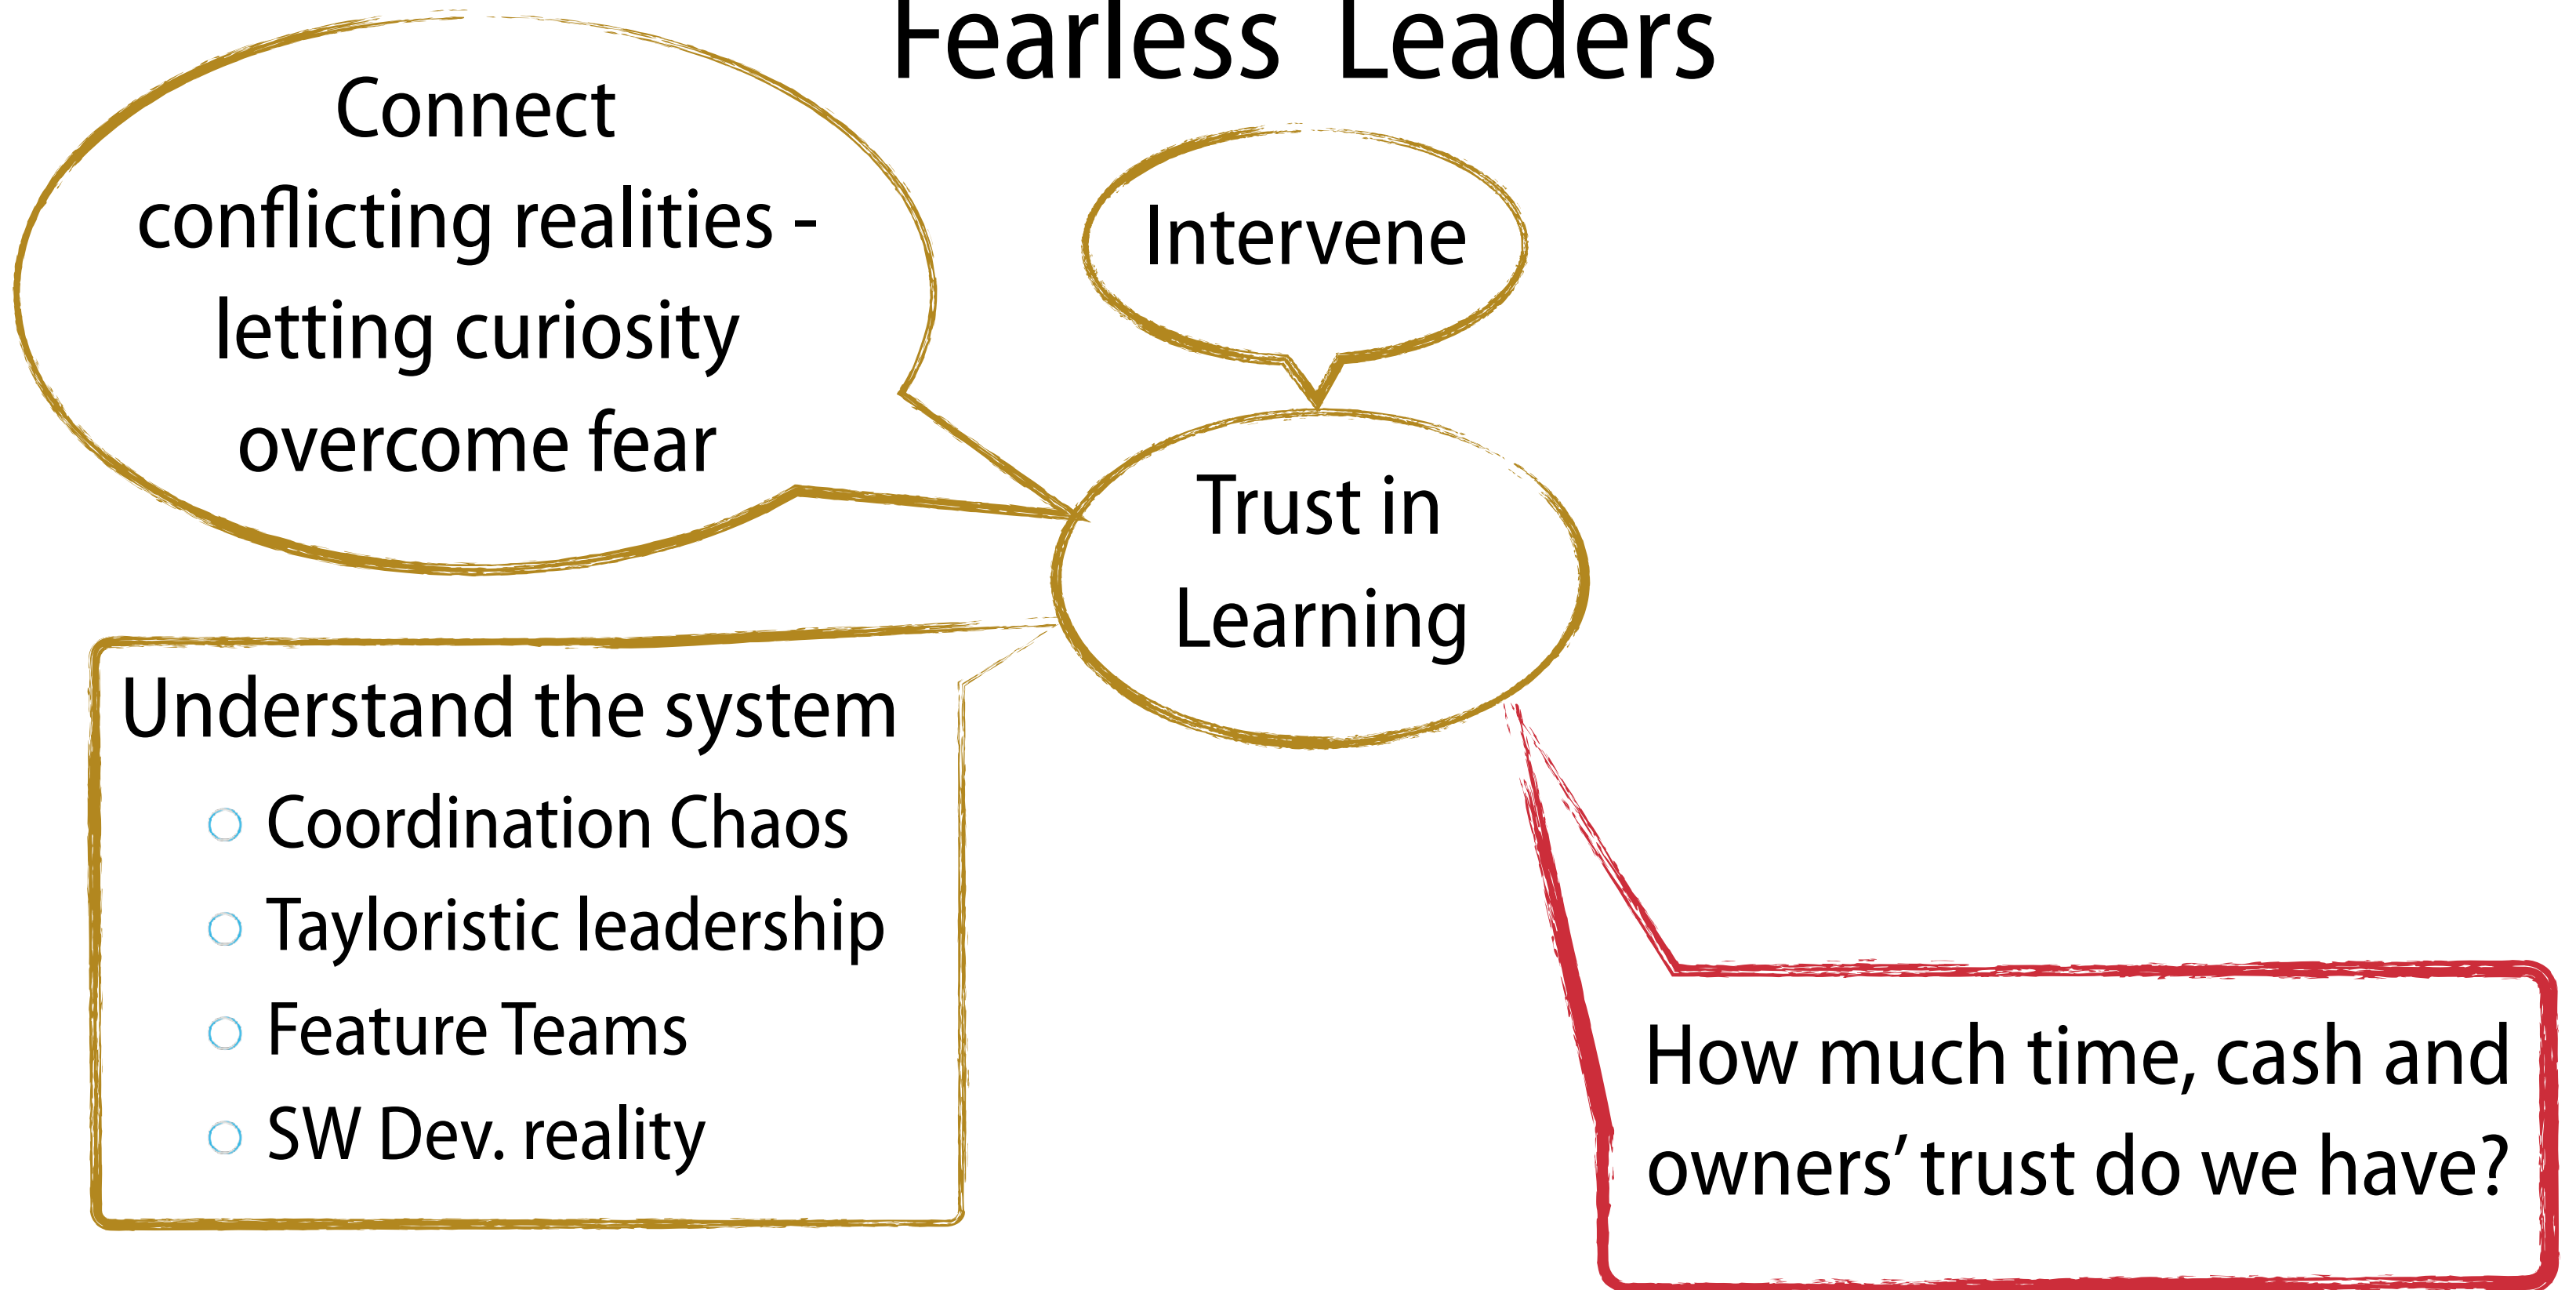 Fearless Leaders
Connect
conflicting realities -
letting curiosity
overcome fear
Intervene
Trust in
Learning
Understand the system
Coordination Chaos
Tayloristic leadership
Feature Teams
SW Dev. reality
How much time, cash and
owners’ trust do we have?